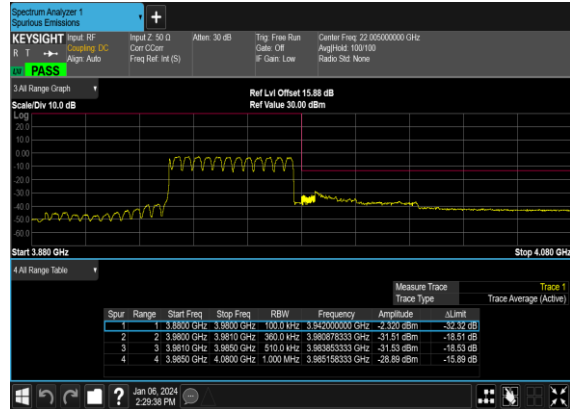 Spectrum Analyzer 1
Spurious Emissions
+
KEYSIGHT Input: RF Input Z: 50 Ω Atten: 30 dB Trig: Free Run Center Freq: 22.005000000 GHz
R T Coupling: DC Corr CCorr Gate: Off Avg|Hold: 100/100
Align: Auto Freq Ref: Int (S) IF Gain: Low Radio Std: None
PASS
3 All Range Graph
Ref Lvl Offset 15.88 dB
Scale/Div 10.0 dB Ref Value 30.00 dBm
Log
20.0
10.0
0.00
-10.0
-20.0
-30.0
-40.0
-50.0
-60.0
Start 3.880 GHz Stop 4.080 GHz
4 All Range Table
Measure Trace Trace 1
Trace Type Trace Average (Active)
Spur Range Start Freq Stop Freq RBW Frequency Amplitude ΔLimit
1 1 3.8800 GHz 3.9800 GHz 100.0 kHz 3.942000000 GHz -2.320 dBm -32.32 dB
2 2 3.9800 GHz 3.9810 GHz 360.0 kHz 3.980878333 GHz -31.51 dBm -18.51 dB
3 3 3.9810 GHz 3.9850 GHz 510.0 kHz 3.983853333 GHz -31.53 dBm -18.53 dB
4 4 3.9850 GHz 4.0800 GHz 1.000 MHz 3.985158333 GHz -28.89 dBm -15.89 dB
? Jan 06, 2024
2:29:38 PM